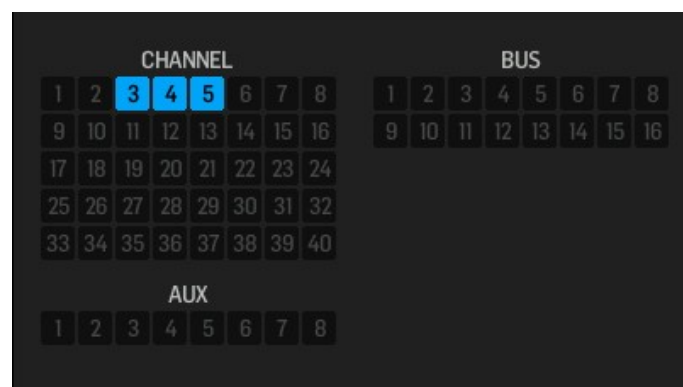 CHANNEL
1 2 3 4 5 6 7 8
9 10 11 12 13 14 15 16
17 18 19 20 21 22 23 24
25 26 27 28 29 30 31 32
33 34 35 36 37 38 39 40
AUX
1 2 3 4 5 6 7 8
BUS
1 2 3 4 5 6 7 8
9 10 11 12 13 14 15 16